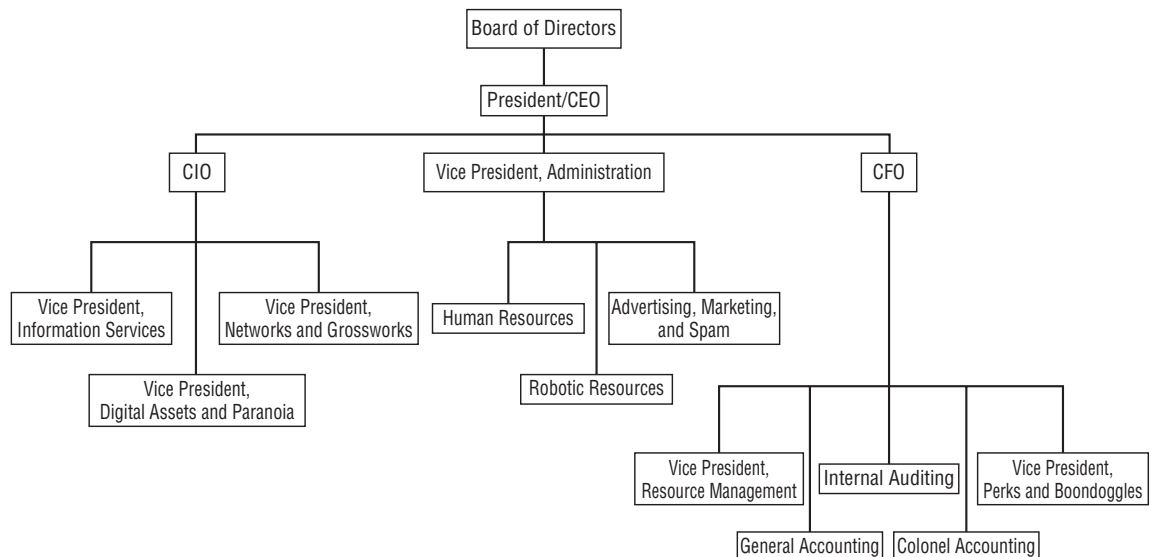 Board of Directors
President/CEO
CIO
Vice President, Administration
CFO
Vice President,
Information Services
Vice President,
Networks and Grossworks
Human Resources
Advertising, Marketing,
and Spam
Vice President,
Digital Assets and Paranoia
Robotic Resources
Vice President,
Resource Management
Internal Auditing
Vice President,
Perks and Boondoggles
General Accounting
Colonel Accounting